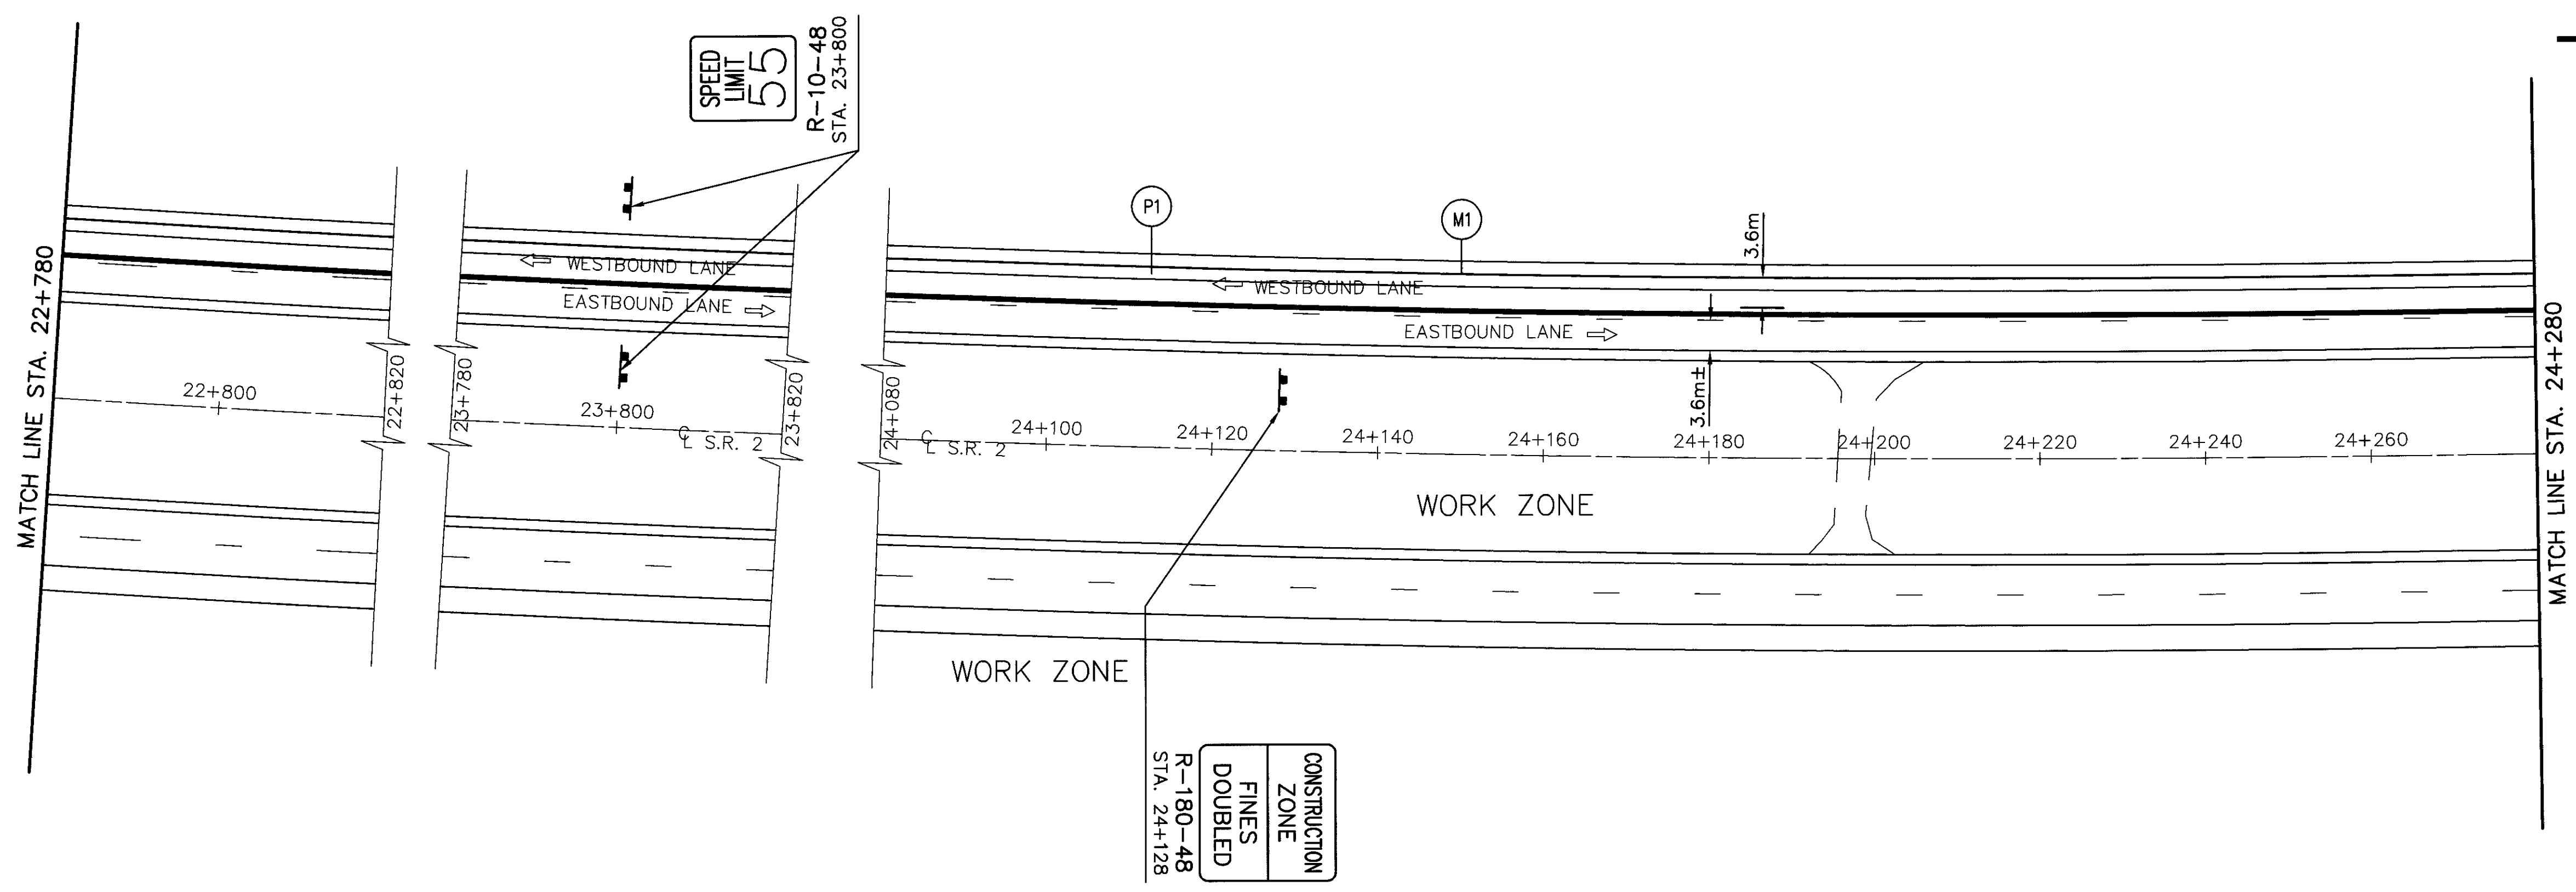 SPEED
LIMIT
55
R-10-48
STA. 23+800
P1
M1
3.6m
WESTBOUND LANE
EASTBOUND LANE
WESTBOUND LANE
EASTBOUND LANE
3.6m±
MATCH LINE STA. 22+780
22+800
22+820
23+780
23+800
℄ S.R. 2
23+820
24+080
℄ S.R. 2
24+100
24+120
24+140
24+160
24+180
24+200
24+220
24+240
24+260
MATCH LINE STA. 24+280
WORK ZONE
WORK ZONE
CONSTRUCTION
ZONE
FINES
DOUBLED
R-180-48
STA. 24+128